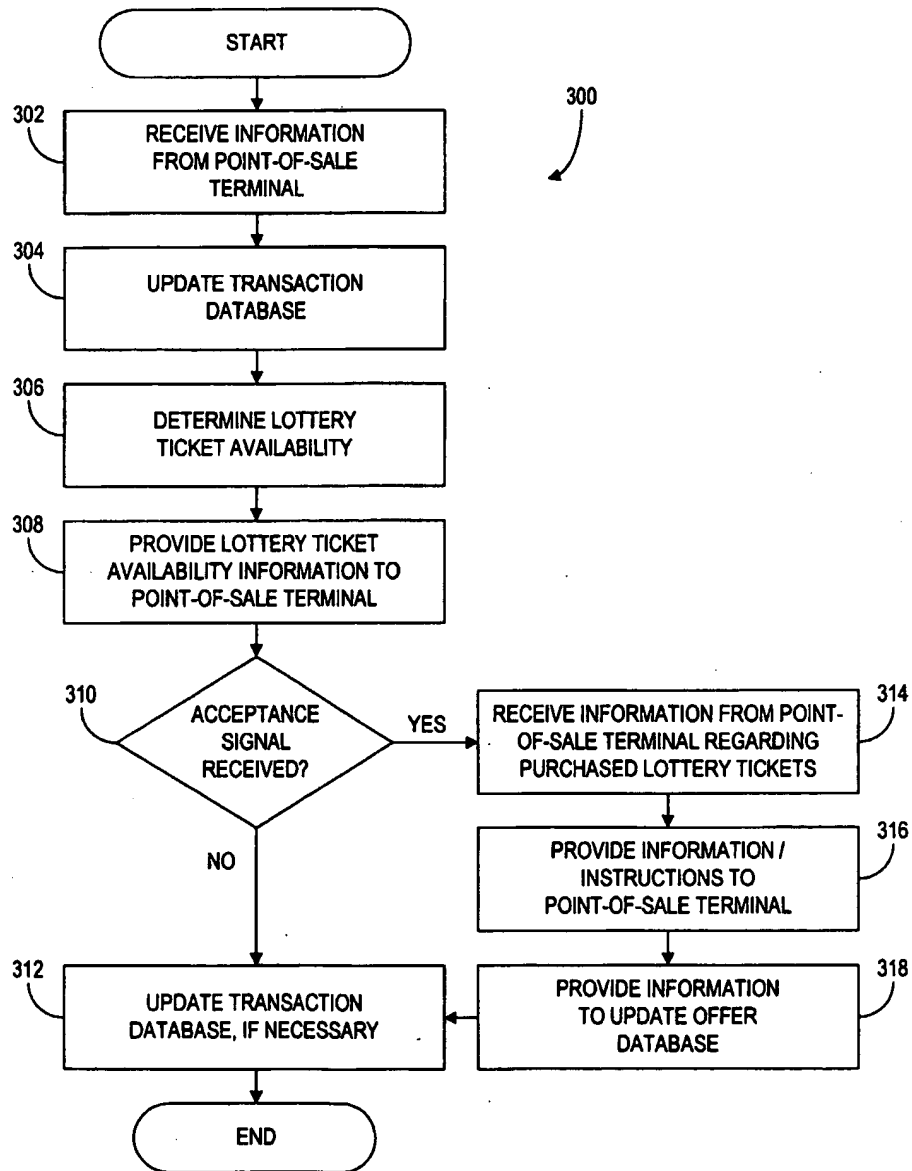 START
300
302
RECEIVE INFORMATION
FROM POINT-OF-SALE
TERMINAL
304
UPDATE TRANSACTION
DATABASE
306
DETERMINE LOTTERY
TICKET AVAILABILITY
308
PROVIDE LOTTERY TICKET
AVAILABILITY INFORMATION TO
POINT-OF-SALE TERMINAL
310
ACCEPTANCE
SIGNAL
RECEIVED?
YES
NO
314
RECEIVE INFORMATION FROM POINT-
OF-SALE TERMINAL REGARDING
PURCHASED LOTTERY TICKETS
316
PROVIDE INFORMATION /
INSTRUCTIONS TO
POINT-OF-SALE TERMINAL
318
PROVIDE INFORMATION
TO UPDATE OFFER
DATABASE
312
UPDATE TRANSACTION
DATABASE, IF NECESSARY
END